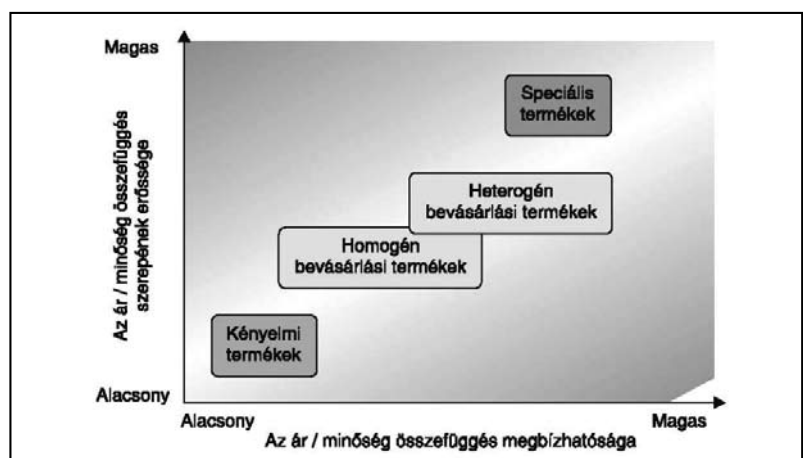 Magas
Az ár / minőség összefüggés
szerepének erőssége
Speciális
termékek
Heterogén
bevásárlási termékek
Homogén
bevásárlási termékek
Kényelmi
termékek
Alacsony
Alacsony
Magas
Az ár / minőség összefüggés megbízhatósága